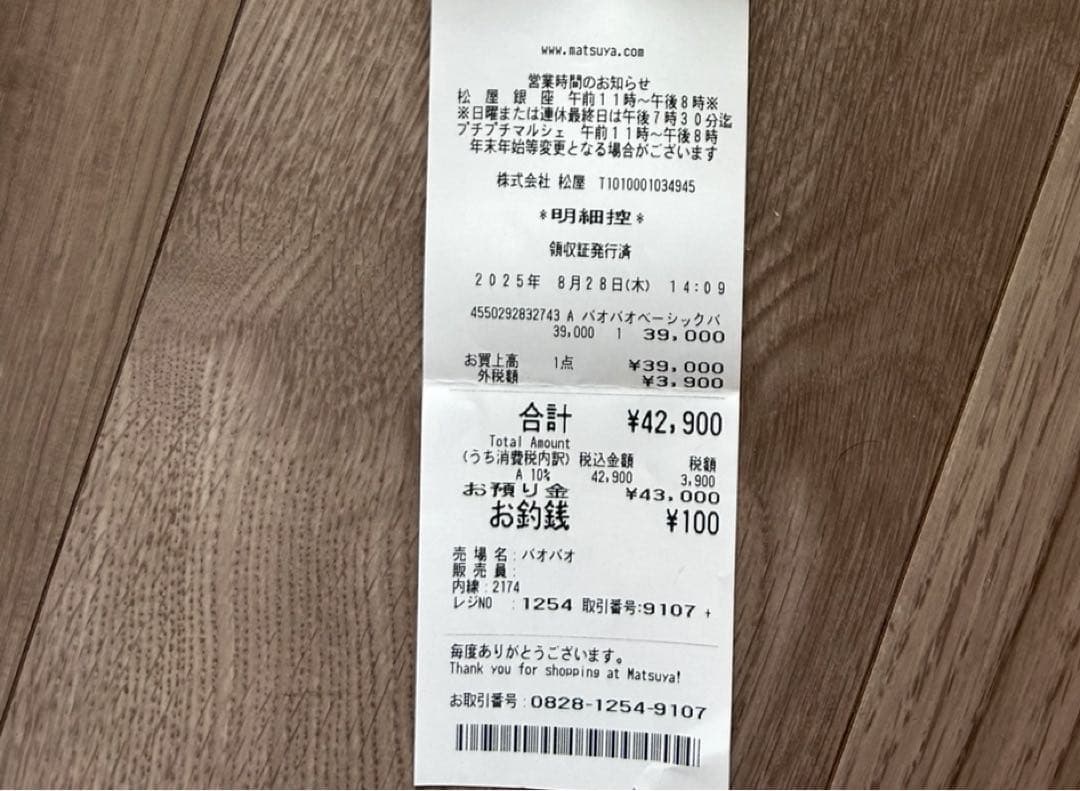 www.matsuya.com
営業時間のお知らせ
松 屋 銀 座 午前11時～午後8時※
※日曜または連休最終日は午後7時30分迄
プチプチマルシェ 午前11時～午後8時
年末年始等変更となる場合がございます
株式会社 松屋 T1010001034945
*明細控*
領収証発行済
2025年 8月28日(木) 14:09
4550292832743 A バオバオベーシックバ
39,000 1 39,000
お買上高 1点 ¥39,000
外税額 ¥3,900
合計 ¥42,900
Total Amount
(うち消費税内訳) 税込金額 税額
A 10% 42,900 3,900
お預り金 ¥43,000
お釣銭 ¥100
売 場 名 : バオバオ
販 売 員 :
内線 : 2174
レジNO : 1254 取引番号:9107 +
毎度ありがとうございます。
Thank you for shopping at Matsuya!
お取引番号 : 0828-1254-9107